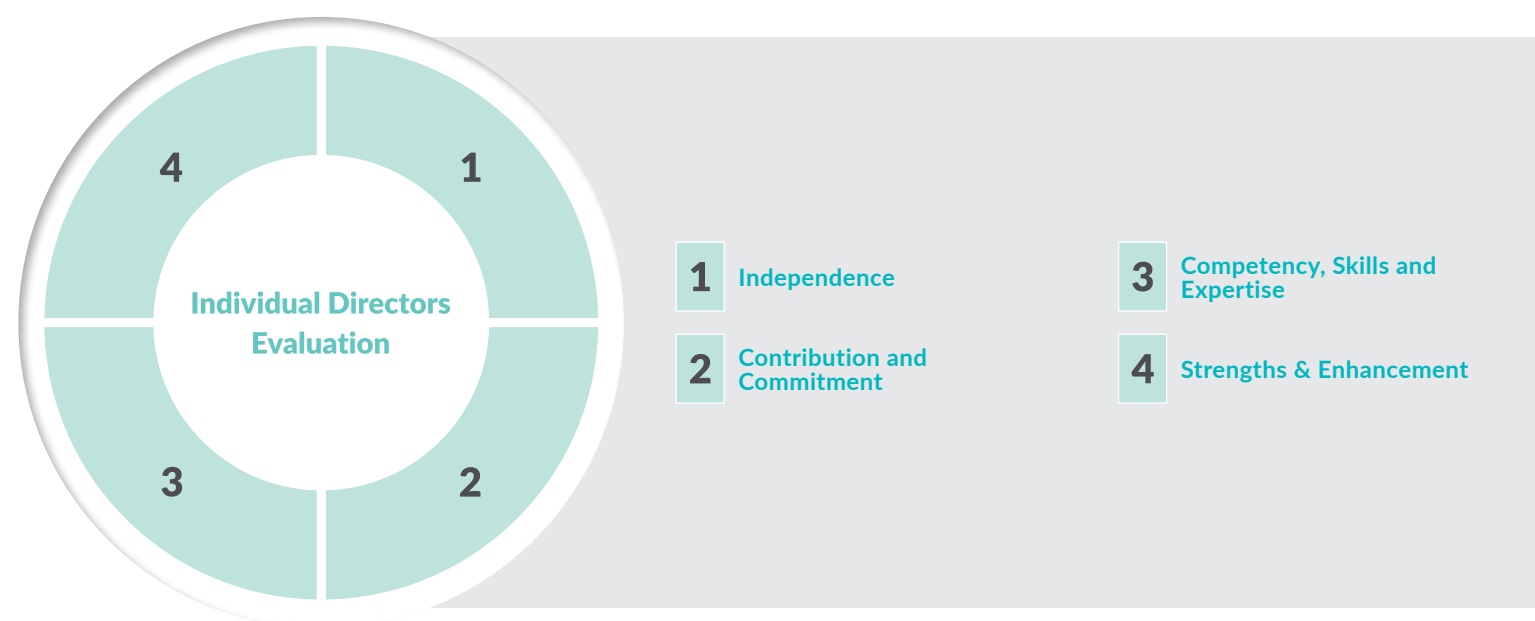 4
1
Individual Directors
Evaluation
3
2
1
Independence
2
Contribution and
Commitment
3
Competency, Skills and
Expertise
4
Strengths & Enhancement